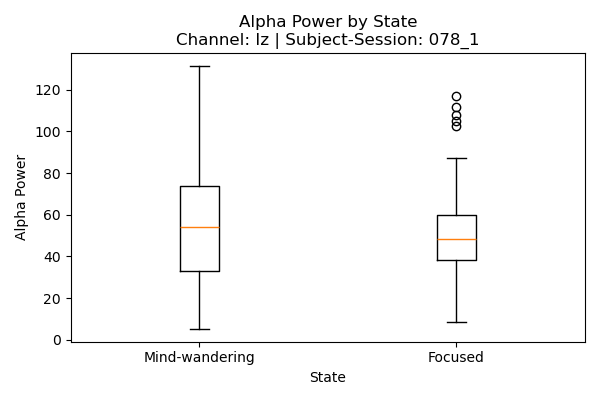 Alpha Power by State
Channel: Iz | Subject-Session: 078_1
Alpha Power
120
100
80
60
40
20
0
Mind-wandering
Focused
State